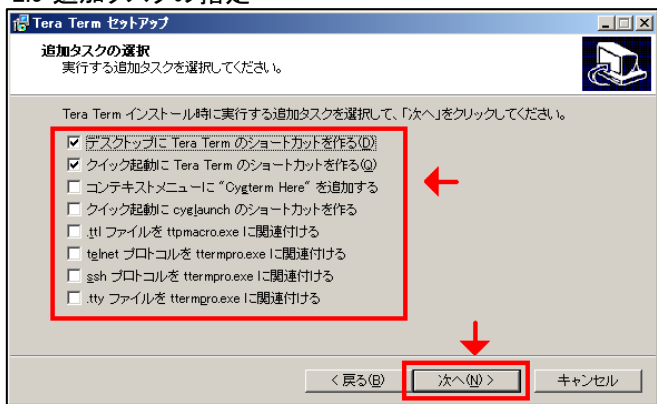 Tera Term セットアップ
追加タスクの選択
実行する追加タスクを選択してください。
Tera Term インストール時に実行する追加タスクを選択して、「次へ」をクリックしてください。
デスクトップに Tera Term のショートカットを作る(D)
クイック起動に Tera Term のショートカットを作る(Q)
コンテキストメニューに "Cygterm Here" を追加する
クイック起動に cyglaunch のショートカットを作る
.ttl ファイルを ttpmacro.exe に関連付ける
telnet プロトコルを ttermpro.exe に関連付ける
ssh プロトコルを ttermpro.exe に関連付ける
.tty ファイルを ttermpro.exe に関連付ける
< 戻る(B) 次へ(N) > キャンセル